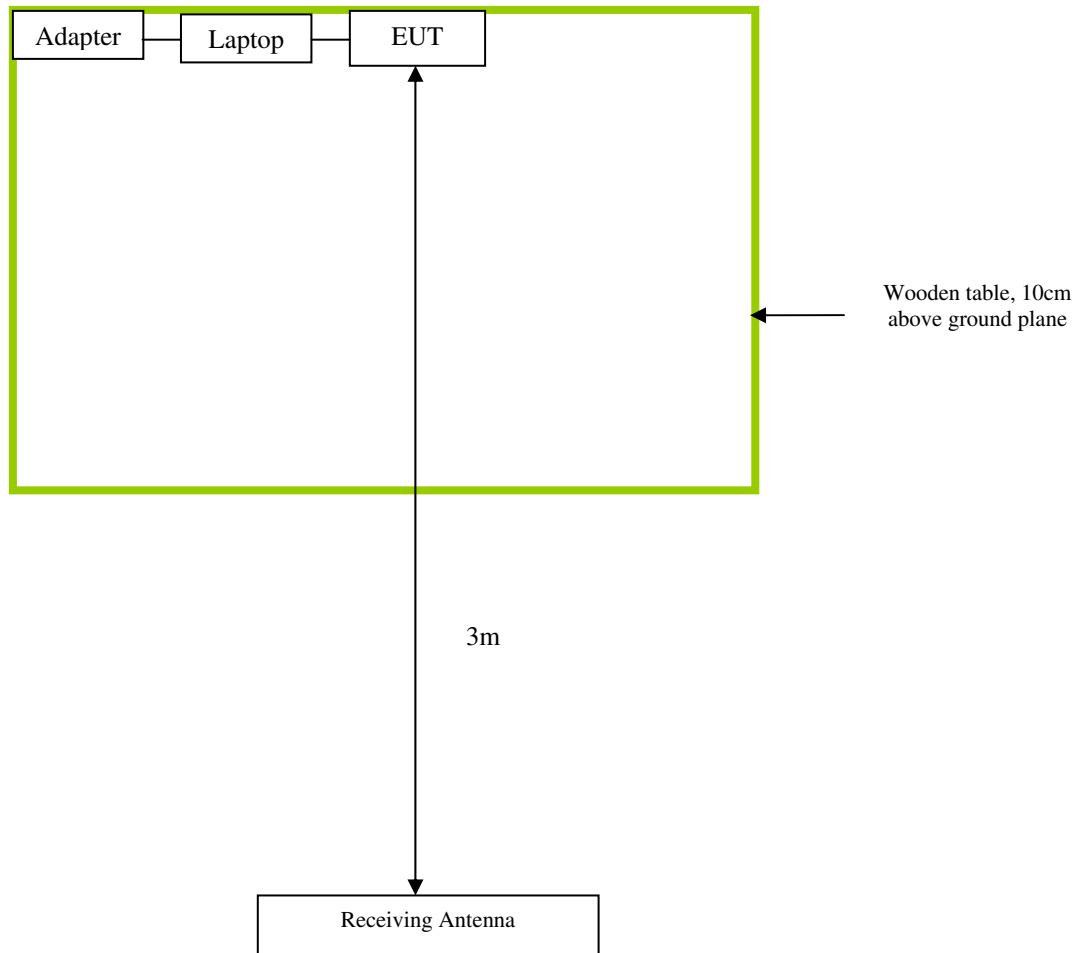 Adapter
Laptop
EUT
Wooden table, 10cm
above ground plane
3m
Receiving Antenna